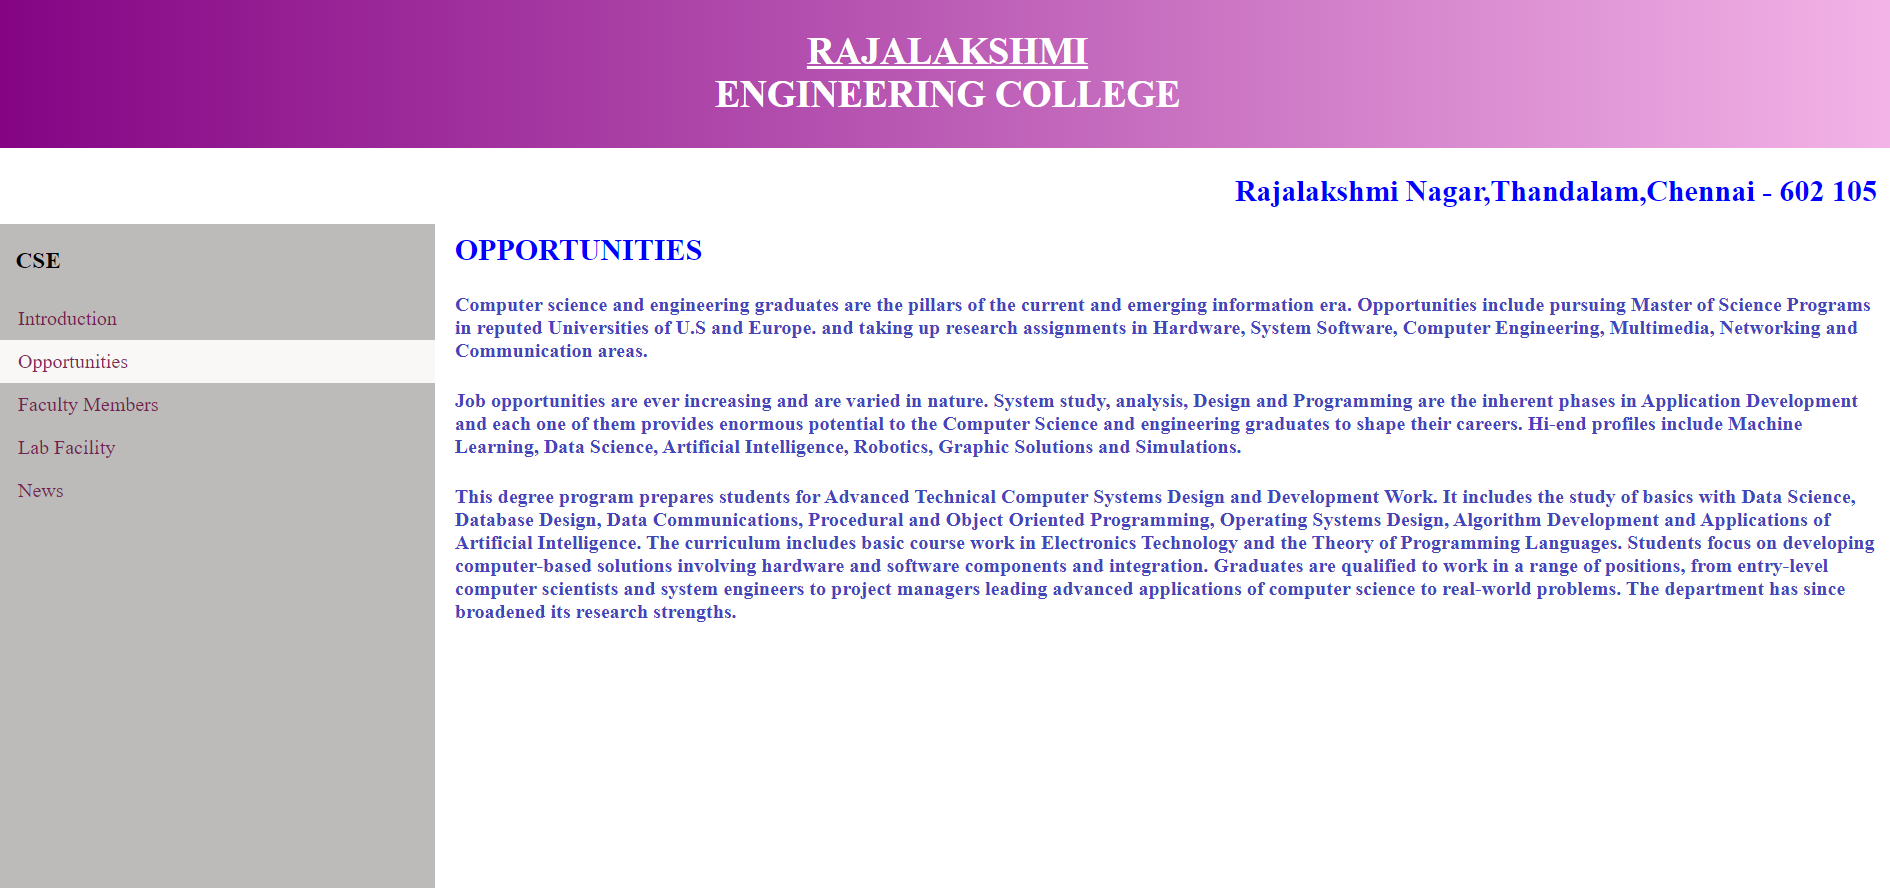 RAJALAKSHMI
ENGINEERING COLLEGE
Rajalakshmi Nagar,Thandalam,Chennai - 602 105
CSE
Introduction
Opportunities
Faculty Members
Lab Facility
News
OPPORTUNITIES
Computer science and engineering graduates are the pillars of the current and emerging information era. Opportunities include pursuing Master of Science Programs
in reputed Universities of U.S and Europe. and taking up research assignments in Hardware, System Software, Computer Engineering, Multimedia, Networking and
Communication areas.
Job opportunities are ever increasing and are varied in nature. System study, analysis, Design and Programming are the inherent phases in Application Development
and each one of them provides enormous potential to the Computer Science and engineering graduates to shape their careers. Hi-end profiles include Machine
Learning, Data Science, Artificial Intelligence, Robotics, Graphic Solutions and Simulations.
This degree program prepares students for Advanced Technical Computer Systems Design and Development Work. It includes the study of basics with Data Science,
Database Design, Data Communications, Procedural and Object Oriented Programming, Operating Systems Design, Algorithm Development and Applications of
Artificial Intelligence. The curriculum includes basic course work in Electronics Technology and the Theory of Programming Languages. Students focus on developing
computer-based solutions involving hardware and software components and integration. Graduates are qualified to work in a range of positions, from entry-level
computer scientists and system engineers to project managers leading advanced applications of computer science to real-world problems. The department has since
broadened its research strengths.